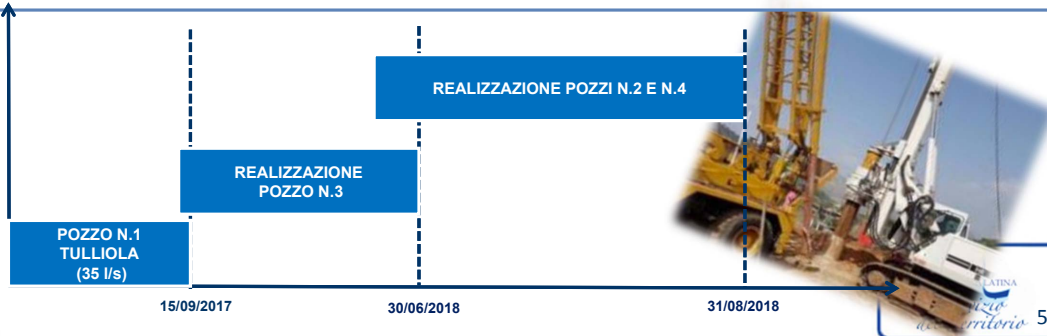 REALIZZAZIONE POZZI N.2 E N.4
REALIZZAZIONE
POZZO N.3
POZZO N.1
TULLIOLA
(35 l/s)
15/09/2017
30/06/2018
31/08/2018
LATINA
territorio
5